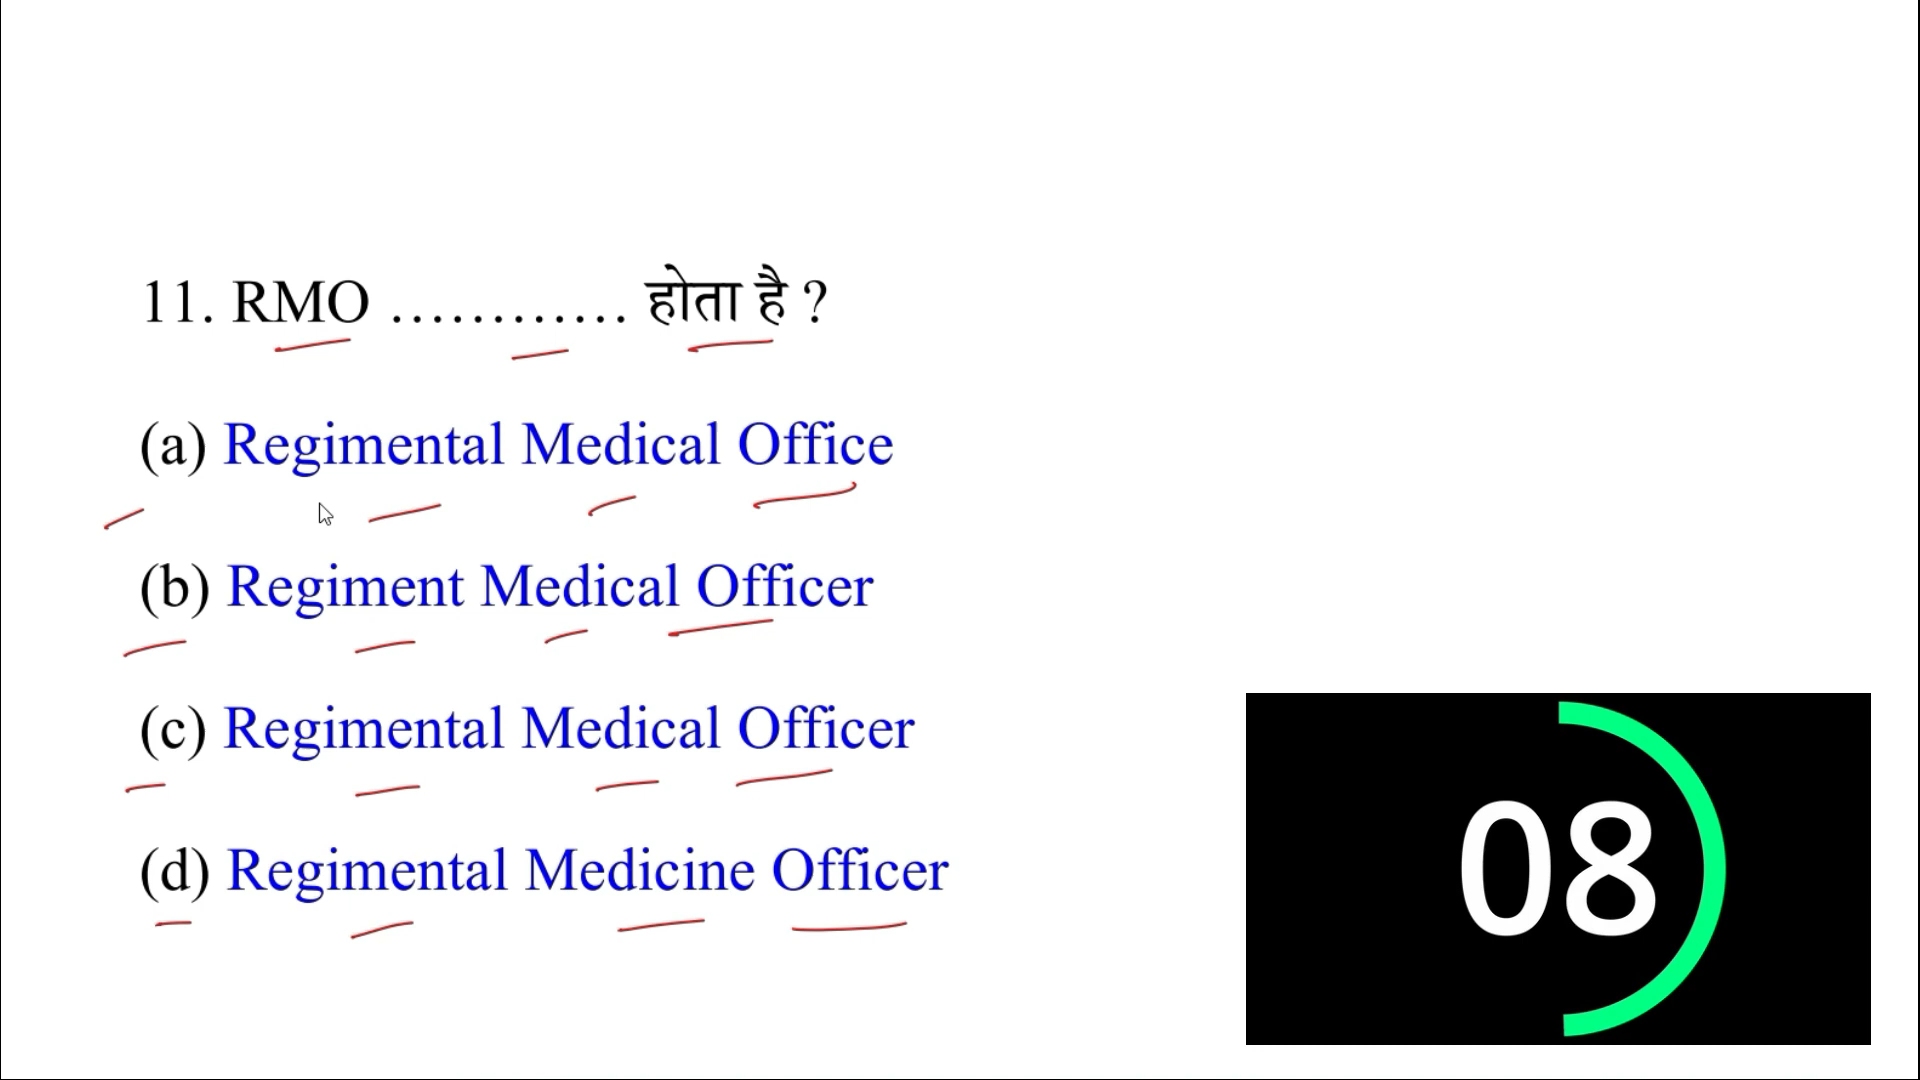 11. RMO ………… होता है ?
(a) Regimental Medical Office
(b) Regiment Medical Officer
(c) Regimental Medical Officer
(d) Regimental Medicine Officer
08